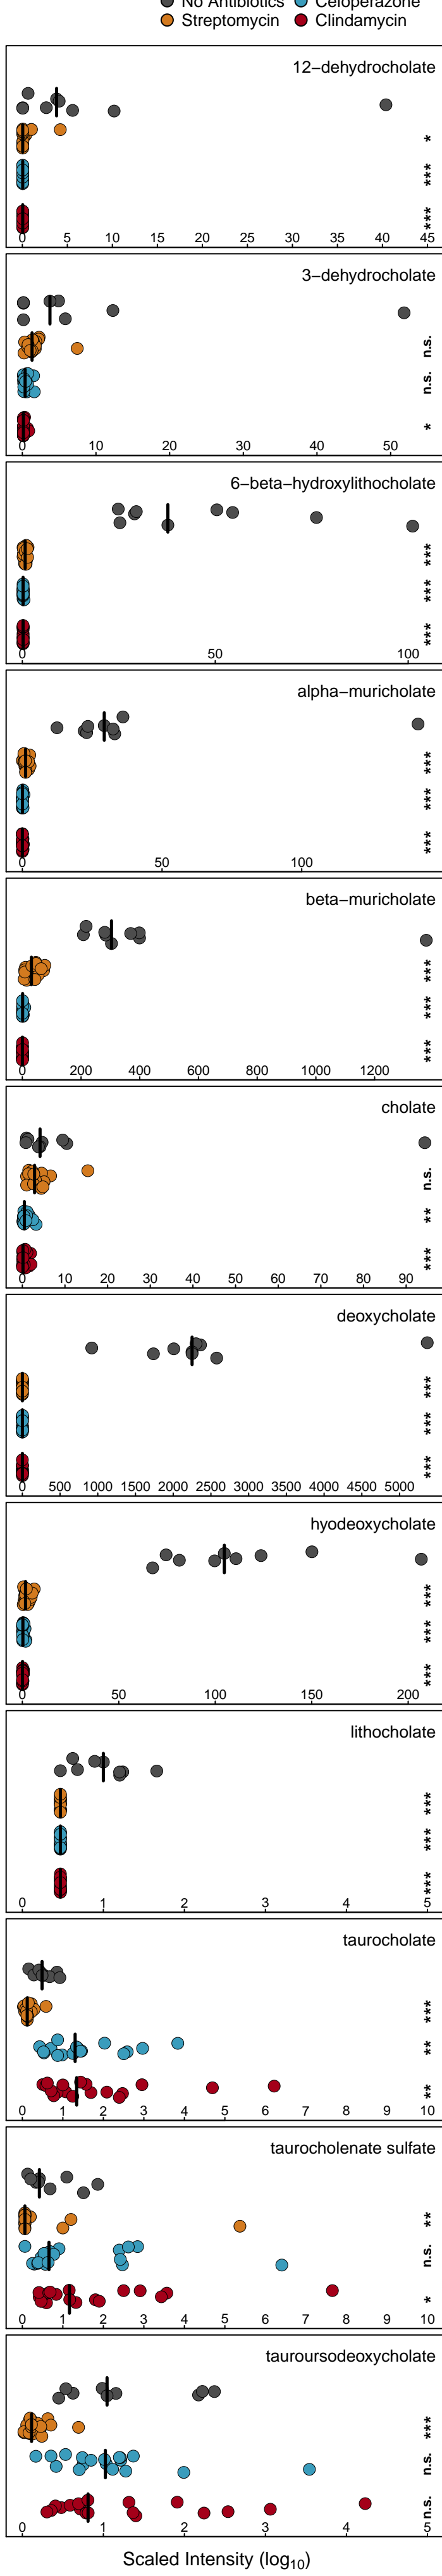 No Antibiotics Cefoperazone
Streptomycin Clindamycin
12−dehydrocholate
*
***
***
0 5 10 15 20 25 30 35 40 45
3−dehydrocholate
n.s.
n.s.
*
0 10 20 30 40 50
6−beta−hydroxylithocholate
***
***
***
0 50 100
alpha−muricholate
***
***
***
0 50 100
beta−muricholate
***
***
***
0 200 400 600 800 1000 1200
cholate
n.s.
**
***
0 10 20 30 40 50 60 70 80 90
deoxycholate
***
***
***
0 500 1000 1500 2000 2500 3000 3500 4000 4500 5000
hyodeoxycholate
***
***
***
0 50 100 150 200
lithocholate
***
***
***
0 1 2 3 4 5
taurocholate
***
**
**
0 1 2 3 4 5 6 7 8 9 10
taurocholenate sulfate
**
n.s.
*
0 1 2 3 4 5 6 7 8 9 10
tauroursodeoxycholate
***
n.s.
n.s.
0 1 2 3 4 5
Scaled Intensity (log10)